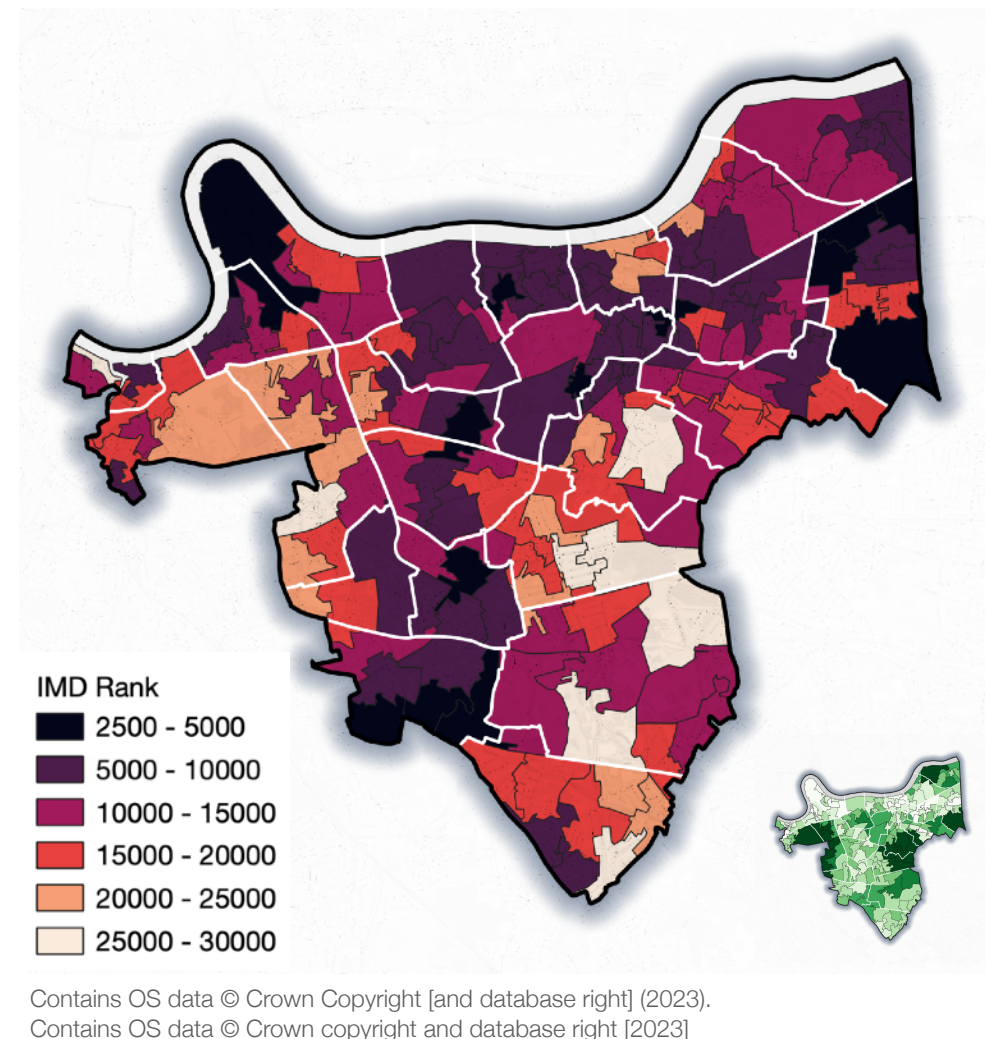 IMD Rank
2500 - 5000
5000 - 10000
10000 - 15000
15000 - 20000
20000 - 25000
25000 - 30000
Contains OS data © Crown Copyright [and database right] (2023).
Contains OS data © Crown copyright and database right [2023]